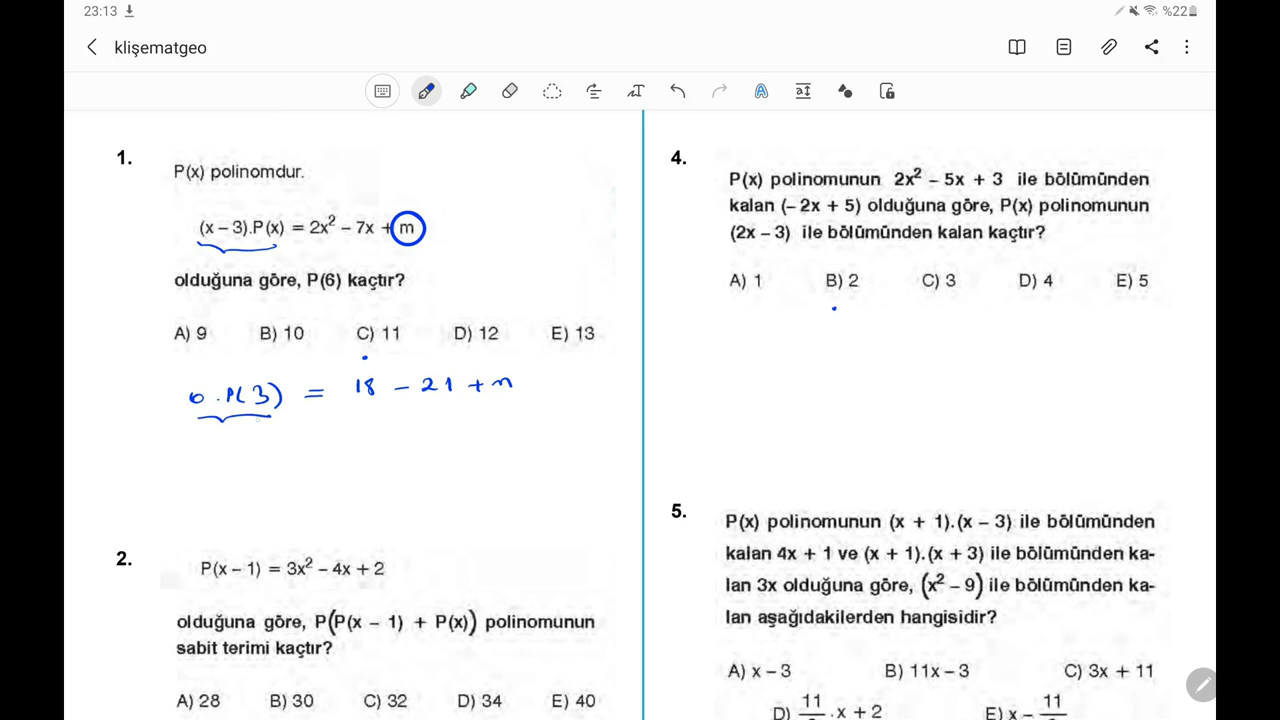 23:13
%22
klişematgeo
1.
P(x) polinomdur.
(x – 3).P(x) = 2x² – 7x + m
olduğuna göre, P(6) kaçtır?
A) 9 B) 10 C) 11 D) 12 E) 13
0 . P(3) = 18 – 21 + m
2.
P(x – 1) = 3x² – 4x + 2
olduğuna göre, P(P(x – 1) + P(x)) polinomunun
sabit terimi kaçtır?
A) 28 B) 30 C) 32 D) 34 E) 40
4.
P(x) polinomunun 2x² – 5x + 3 ile bölümünden
kalan (– 2x + 5) olduğuna göre, P(x) polinomunun
(2x – 3) ile bölümünden kalan kaçtır?
A) 1 B) 2 C) 3 D) 4 E) 5
5.
P(x) polinomunun (x + 1).(x – 3) ile bölümünden
kalan 4x + 1 ve (x + 1).(x + 3) ile bölümünden ka-
lan 3x olduğuna göre, (x² – 9) ile bölümünden ka-
lan aşağıdakilerden hangisidir?
A) x – 3 B) 11x – 3 C) 3x + 11
D) 11 .x + 2 E) x – 11